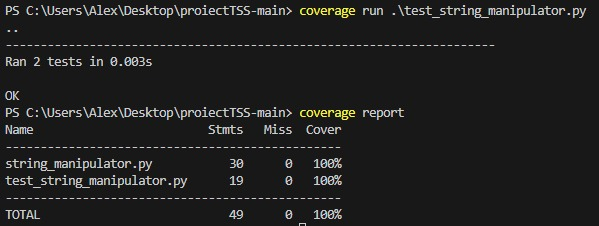 PS C:\Users\Alex\Desktop\proiectTSS-main> coverage run .\test_string_manipulator.py
..
----------------------------------------------------------------------
Ran 2 tests in 0.003s
OK
PS C:\Users\Alex\Desktop\proiectTSS-main> coverage report
Name                         Stmts   Miss  Cover
------------------------------------------------
string_manipulator.py           30      0   100%
test_string_manipulator.py      19      0   100%
------------------------------------------------
TOTAL                           49      0   100%